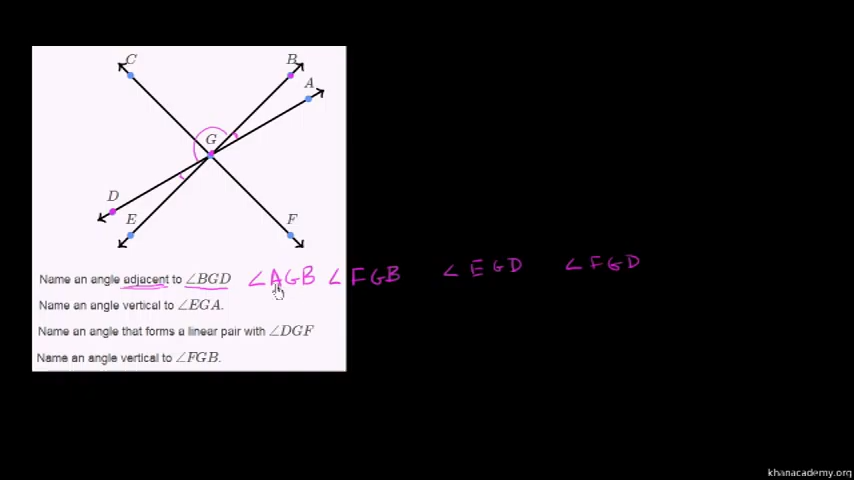 C
B
A
G
D
E
F
Name an angle adjacent to ∠BGD ∠AGB ∠FGB ∠EGD ∠FGD
Name an angle vertical to ∠EGA.
Name an angle that forms a linear pair with ∠DGF
Name an angle vertical to ∠FGB.
khanacademy.org